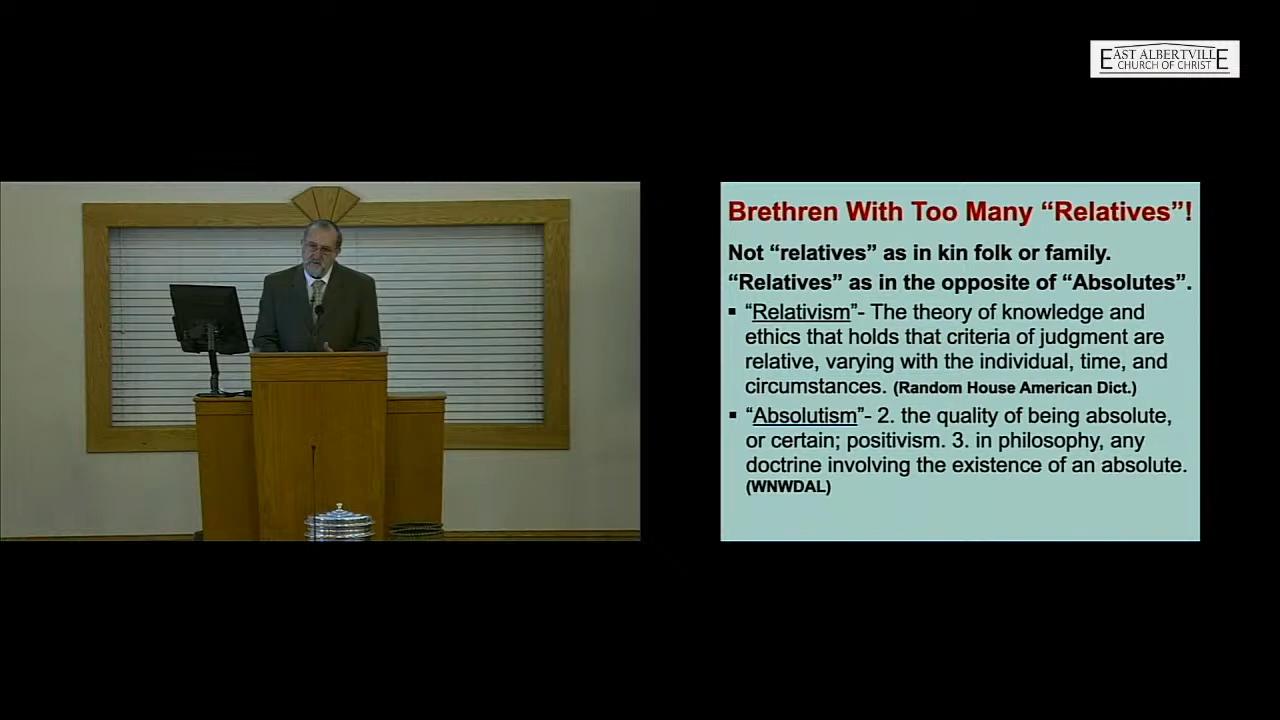 EAST ALBERTVILLE
CHURCH OF CHRIST
Brethren With Too Many “Relatives”!
Not “relatives” as in kin folk or family.
“Relatives” as in the opposite of “Absolutes”.
▪ “Relativism”- The theory of knowledge and
ethics that holds that criteria of judgment are
relative, varying with the individual, time, and
circumstances. (Random House American Dict.)
▪ “Absolutism”- 2. the quality of being absolute,
or certain; positivism. 3. in philosophy, any
doctrine involving the existence of an absolute.
(WNWDAL)